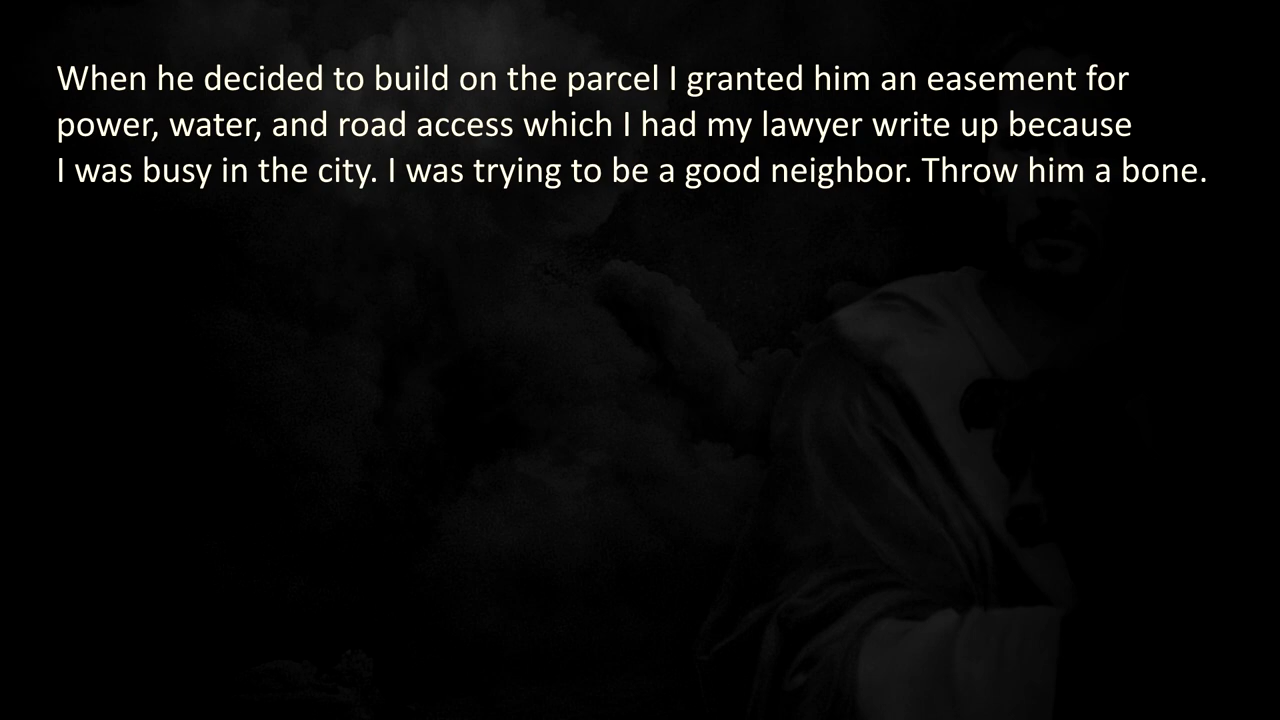 When he decided to build on the parcel I granted him an easement for
power, water, and road access which I had my lawyer write up because
I was busy in the city. I was trying to be a good neighbor. Throw him a bone.